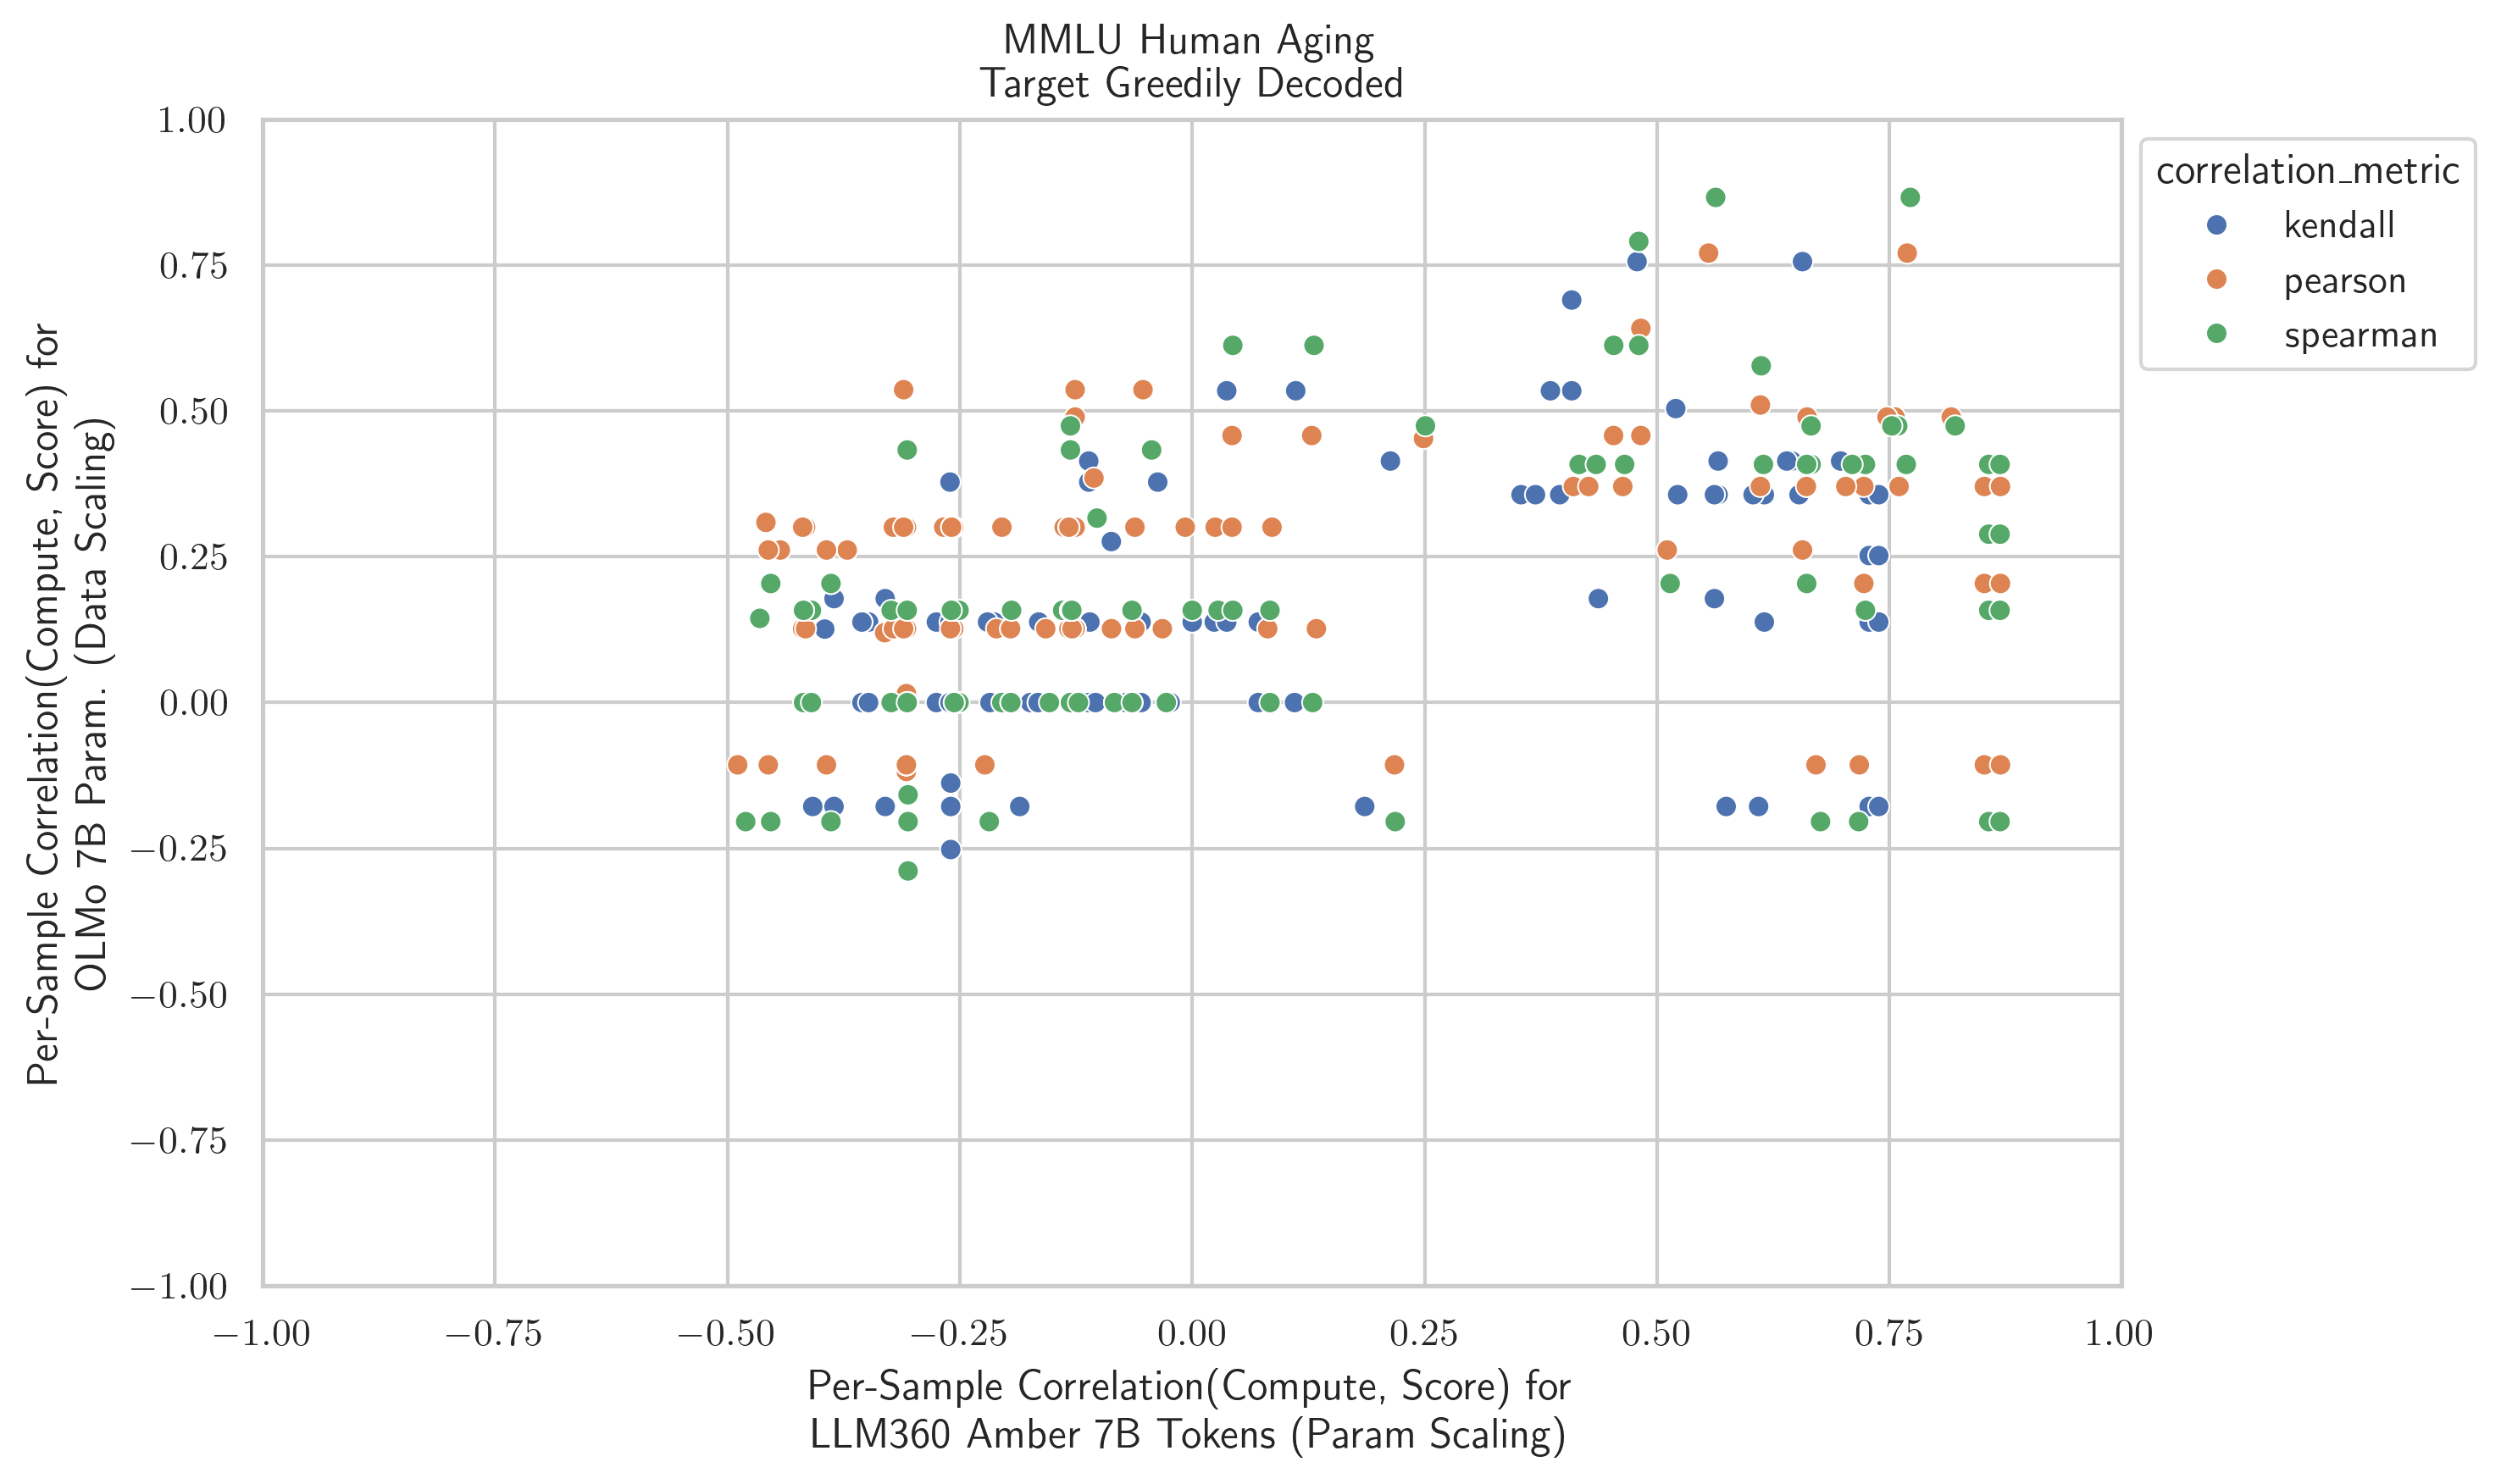 MMLU Human Aging
Target Greedily Decoded
Per-Sample Correlation(Compute, Score) for
OLMo 7B Param. (Data Scaling)
1.00
0.75
0.50
0.25
0.00
−0.25
−0.50
−0.75
−1.00
−1.00 −0.75 −0.50 −0.25 0.00 0.25 0.50 0.75 1.00
Per-Sample Correlation(Compute, Score) for
LLM360 Amber 7B Tokens (Param Scaling)
correlation_metric
kendall
pearson
spearman